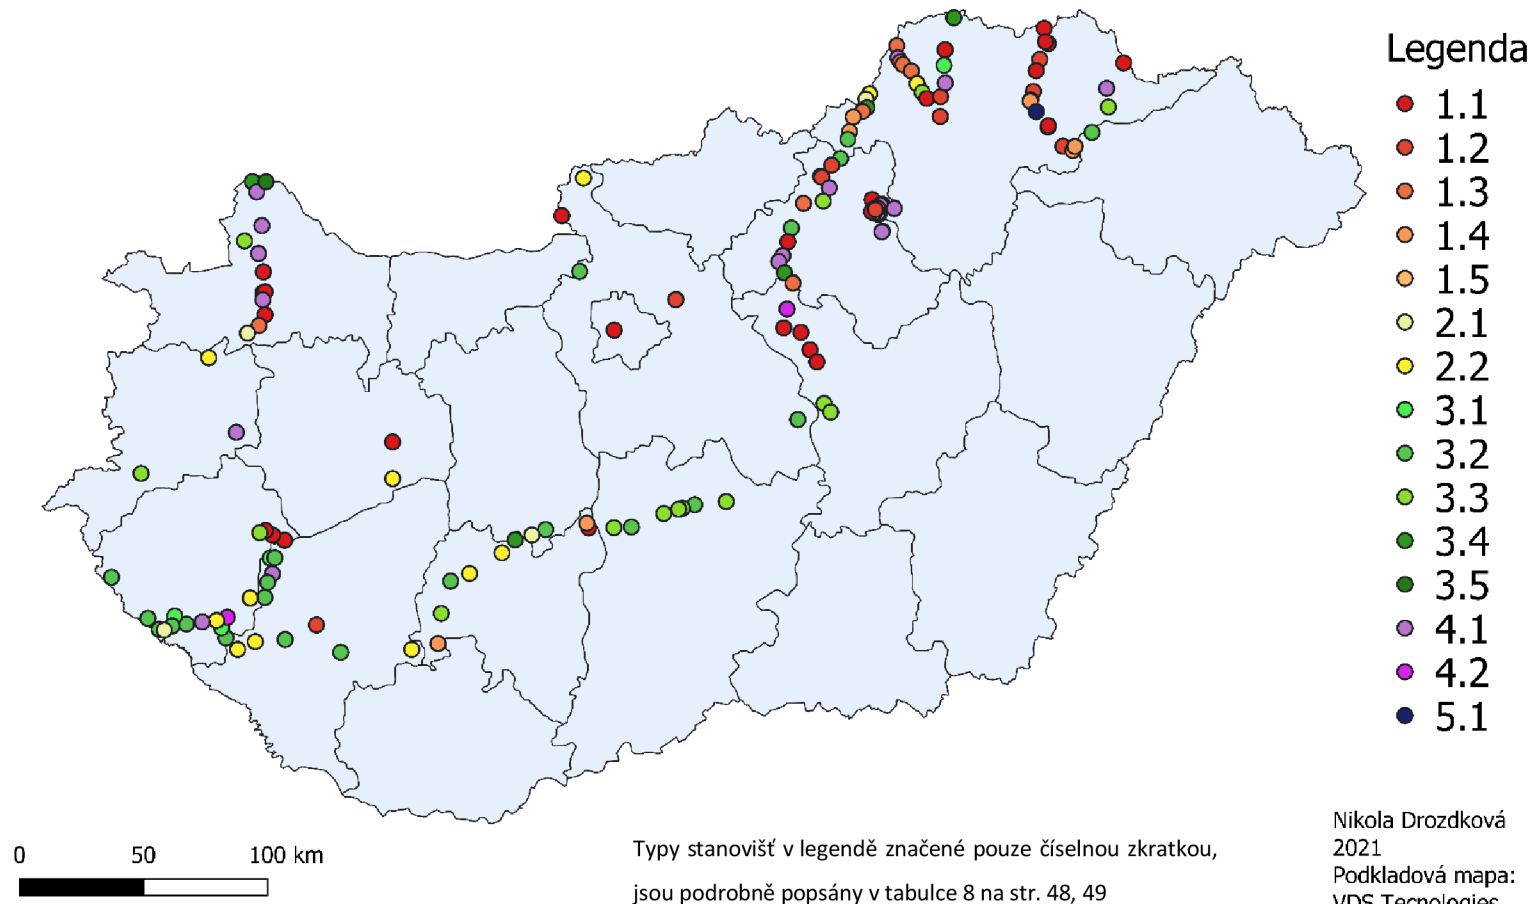 Legenda
1.1
1.2
1.3
1.4
1.5
2.1
2.2
3.1
3.2
3.3
3.4
3.5
4.1
4.2
5.1
0 50 100 km
Typy stanovišť v legendě značené pouze číselnou zkratkou,
jsou podrobně popsány v tabulce 8 na str. 48, 49
Nikola Drozdková
2021
Podkladová mapa:
VDS Tecnologies